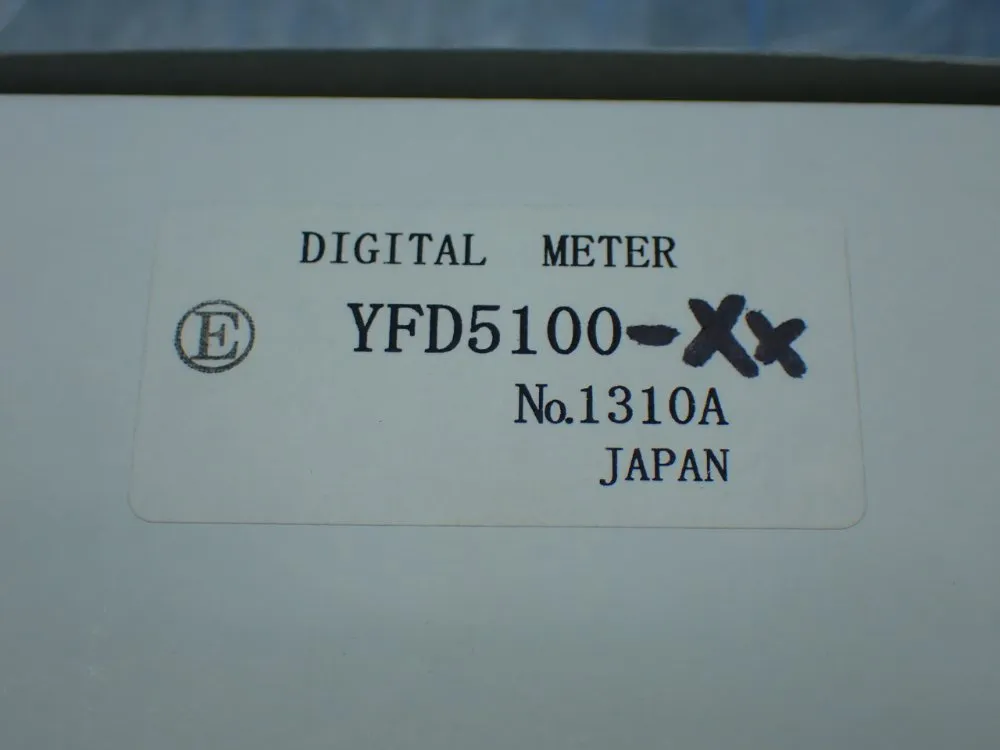 DIGITAL METER
Ⓔ YFD5100-XX
No.1310A
JAPAN